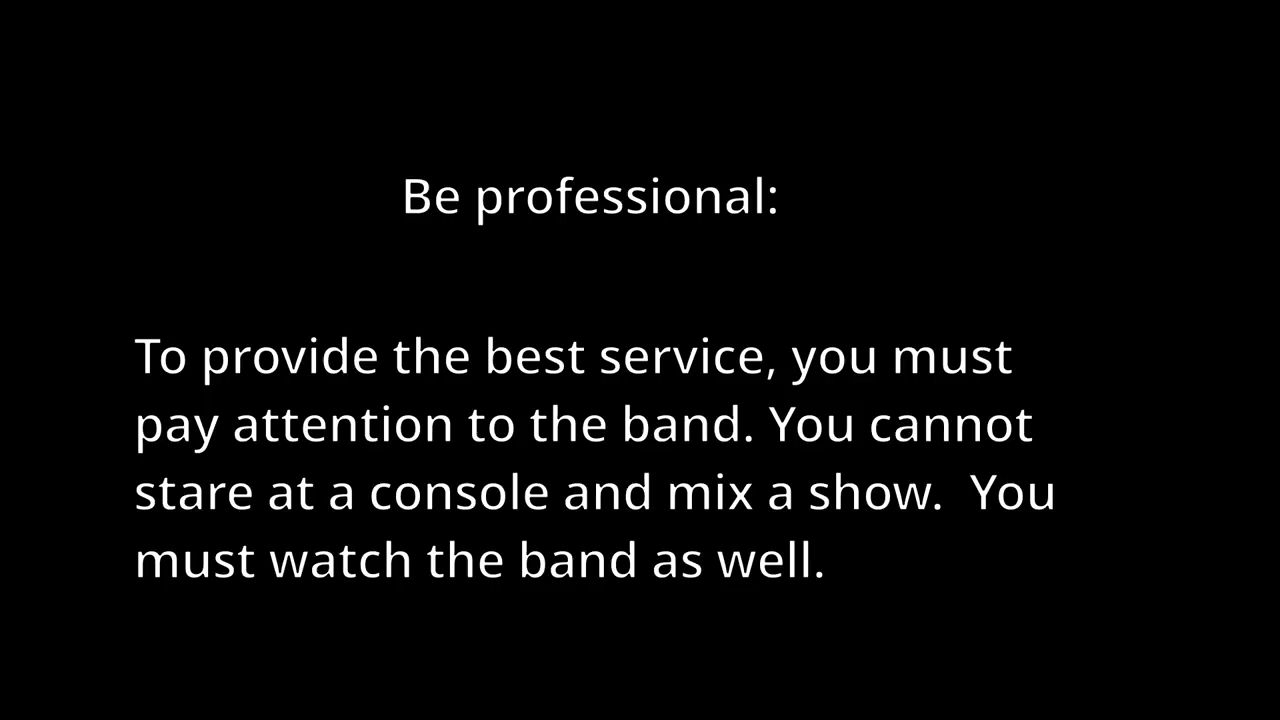 Be professional:
To provide the best service, you must
pay attention to the band. You cannot
stare at a console and mix a show.  You
must watch the band as well.